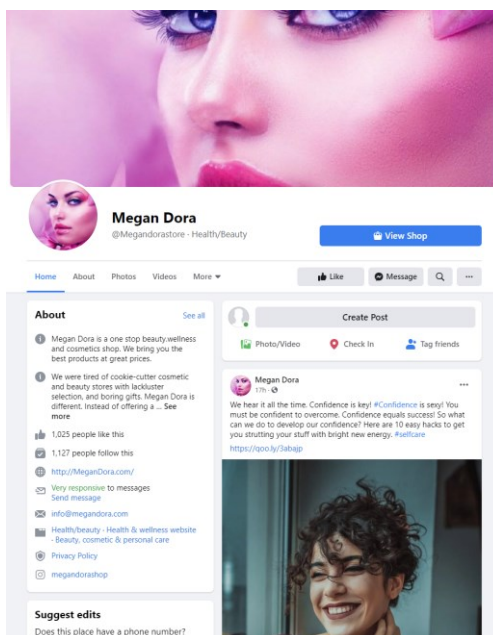 Megan Dora
@Megandorastore · Health/Beauty
View Shop
Home About Photos Videos More
Like Message
About See all
Megan Dora is a one stop beauty,wellness
and cosmetics shop. We bring you the
best products at great prices.
We were tired of cookie-cutter cosmetic
and beauty stores with lackluster
selection, and boring gifts. Megan Dora is
different. Instead of offering a ... See
more
1,025 people like this
1,127 people follow this
http://MeganDora.com/
Very responsive to messages
Send message
info@megandora.com
Health/beauty · Health & wellness website
· Beauty, cosmetic & personal care
Privacy Policy
megandorashop
Suggest edits
Does this place have a phone number?
Create Post
Photo/Video Check In Tag friends
Megan Dora
17h ·
We hear it all the time. Confidence is key! #Confidence is sexy! You
must be confident to overcome. Confidence equals success! So what
can we do to develop our confidence? Here are 10 easy hacks to get
you strutting your stuff with bright new energy. #selfcare
https://qoo.ly/3abajp